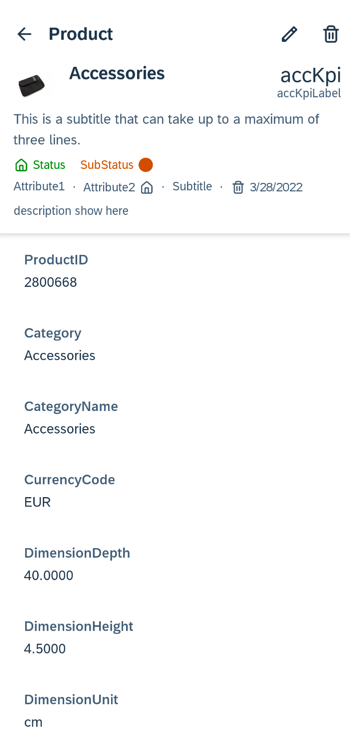 Product
Accessories
accKpi
accKpiLabel
This is a subtitle that can take up to a maximum of
three lines.
Status SubStatus
Attribute1 · Attribute2 · Subtitle · 3/28/2022
description show here
ProductID
2800668
Category
Accessories
CategoryName
Accessories
CurrencyCode
EUR
DimensionDepth
40.0000
DimensionHeight
4.5000
DimensionUnit
cm